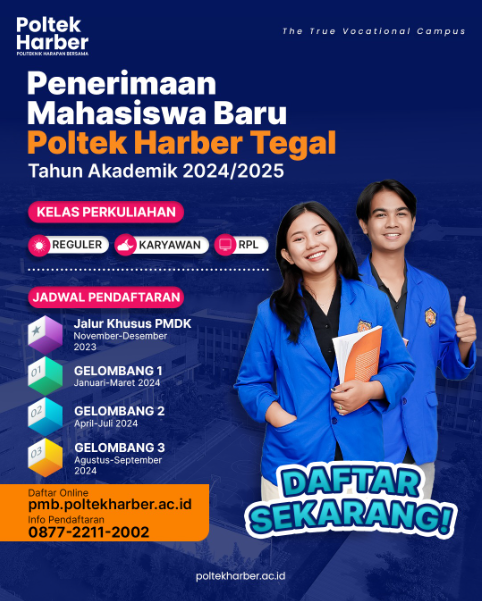 Poltek
Harber
POLITEKNIK HARAPAN BERSAMA
The True Vocational Campus
Penerimaan
Mahasiswa Baru
Poltek Harber Tegal
Tahun Akademik 2024/2025
KELAS PERKULIAHAN
REGULER
KARYAWAN
RPL
JADWAL PENDAFTARAN
Jalur Khusus PMDK
November-Desember
2023
01
GELOMBANG 1
Januari-Maret 2024
02
GELOMBANG 2
April-Juli 2024
03
GELOMBANG 3
Agustus-September
2024
Daftar Online
pmb.poltekharber.ac.id
Info Pendaftaran
0877-2211-2002
DAFTAR
SEKARANG!
poltekharber.ac.id